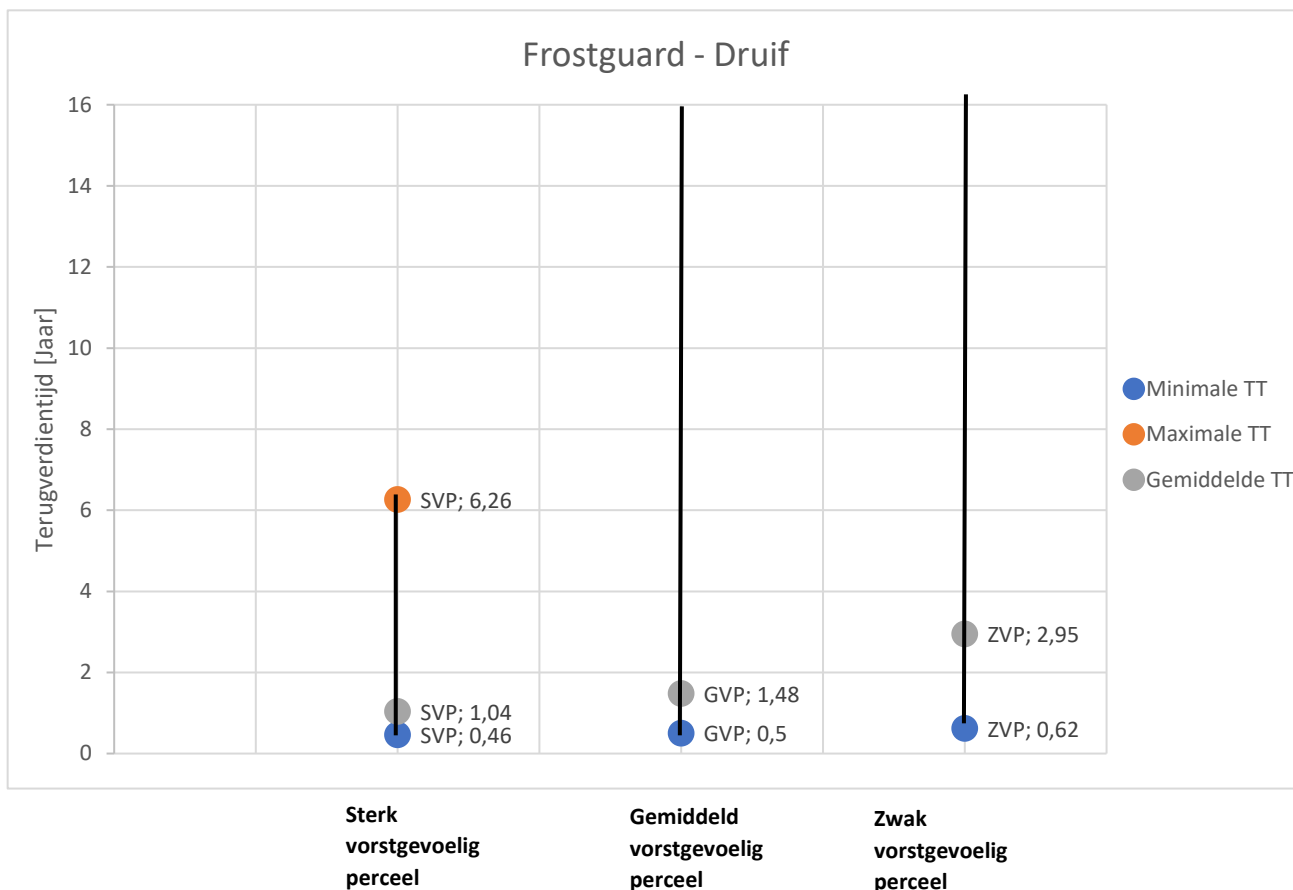 Frostguard - Druif
Terugverdientijd [Jaar]
16
14
12
10
8
6
4
2
0
SVP; 6,26
SVP; 1,04
SVP; 0,46
GVP; 1,48
GVP; 0,5
ZVP; 2,95
ZVP; 0,62
Minimale TT
Maximale TT
Gemiddelde TT
Sterk
vorstgevoelig
perceel
Gemiddeld
vorstgevoelig
perceel
Zwak
vorstgevoelig
perceel